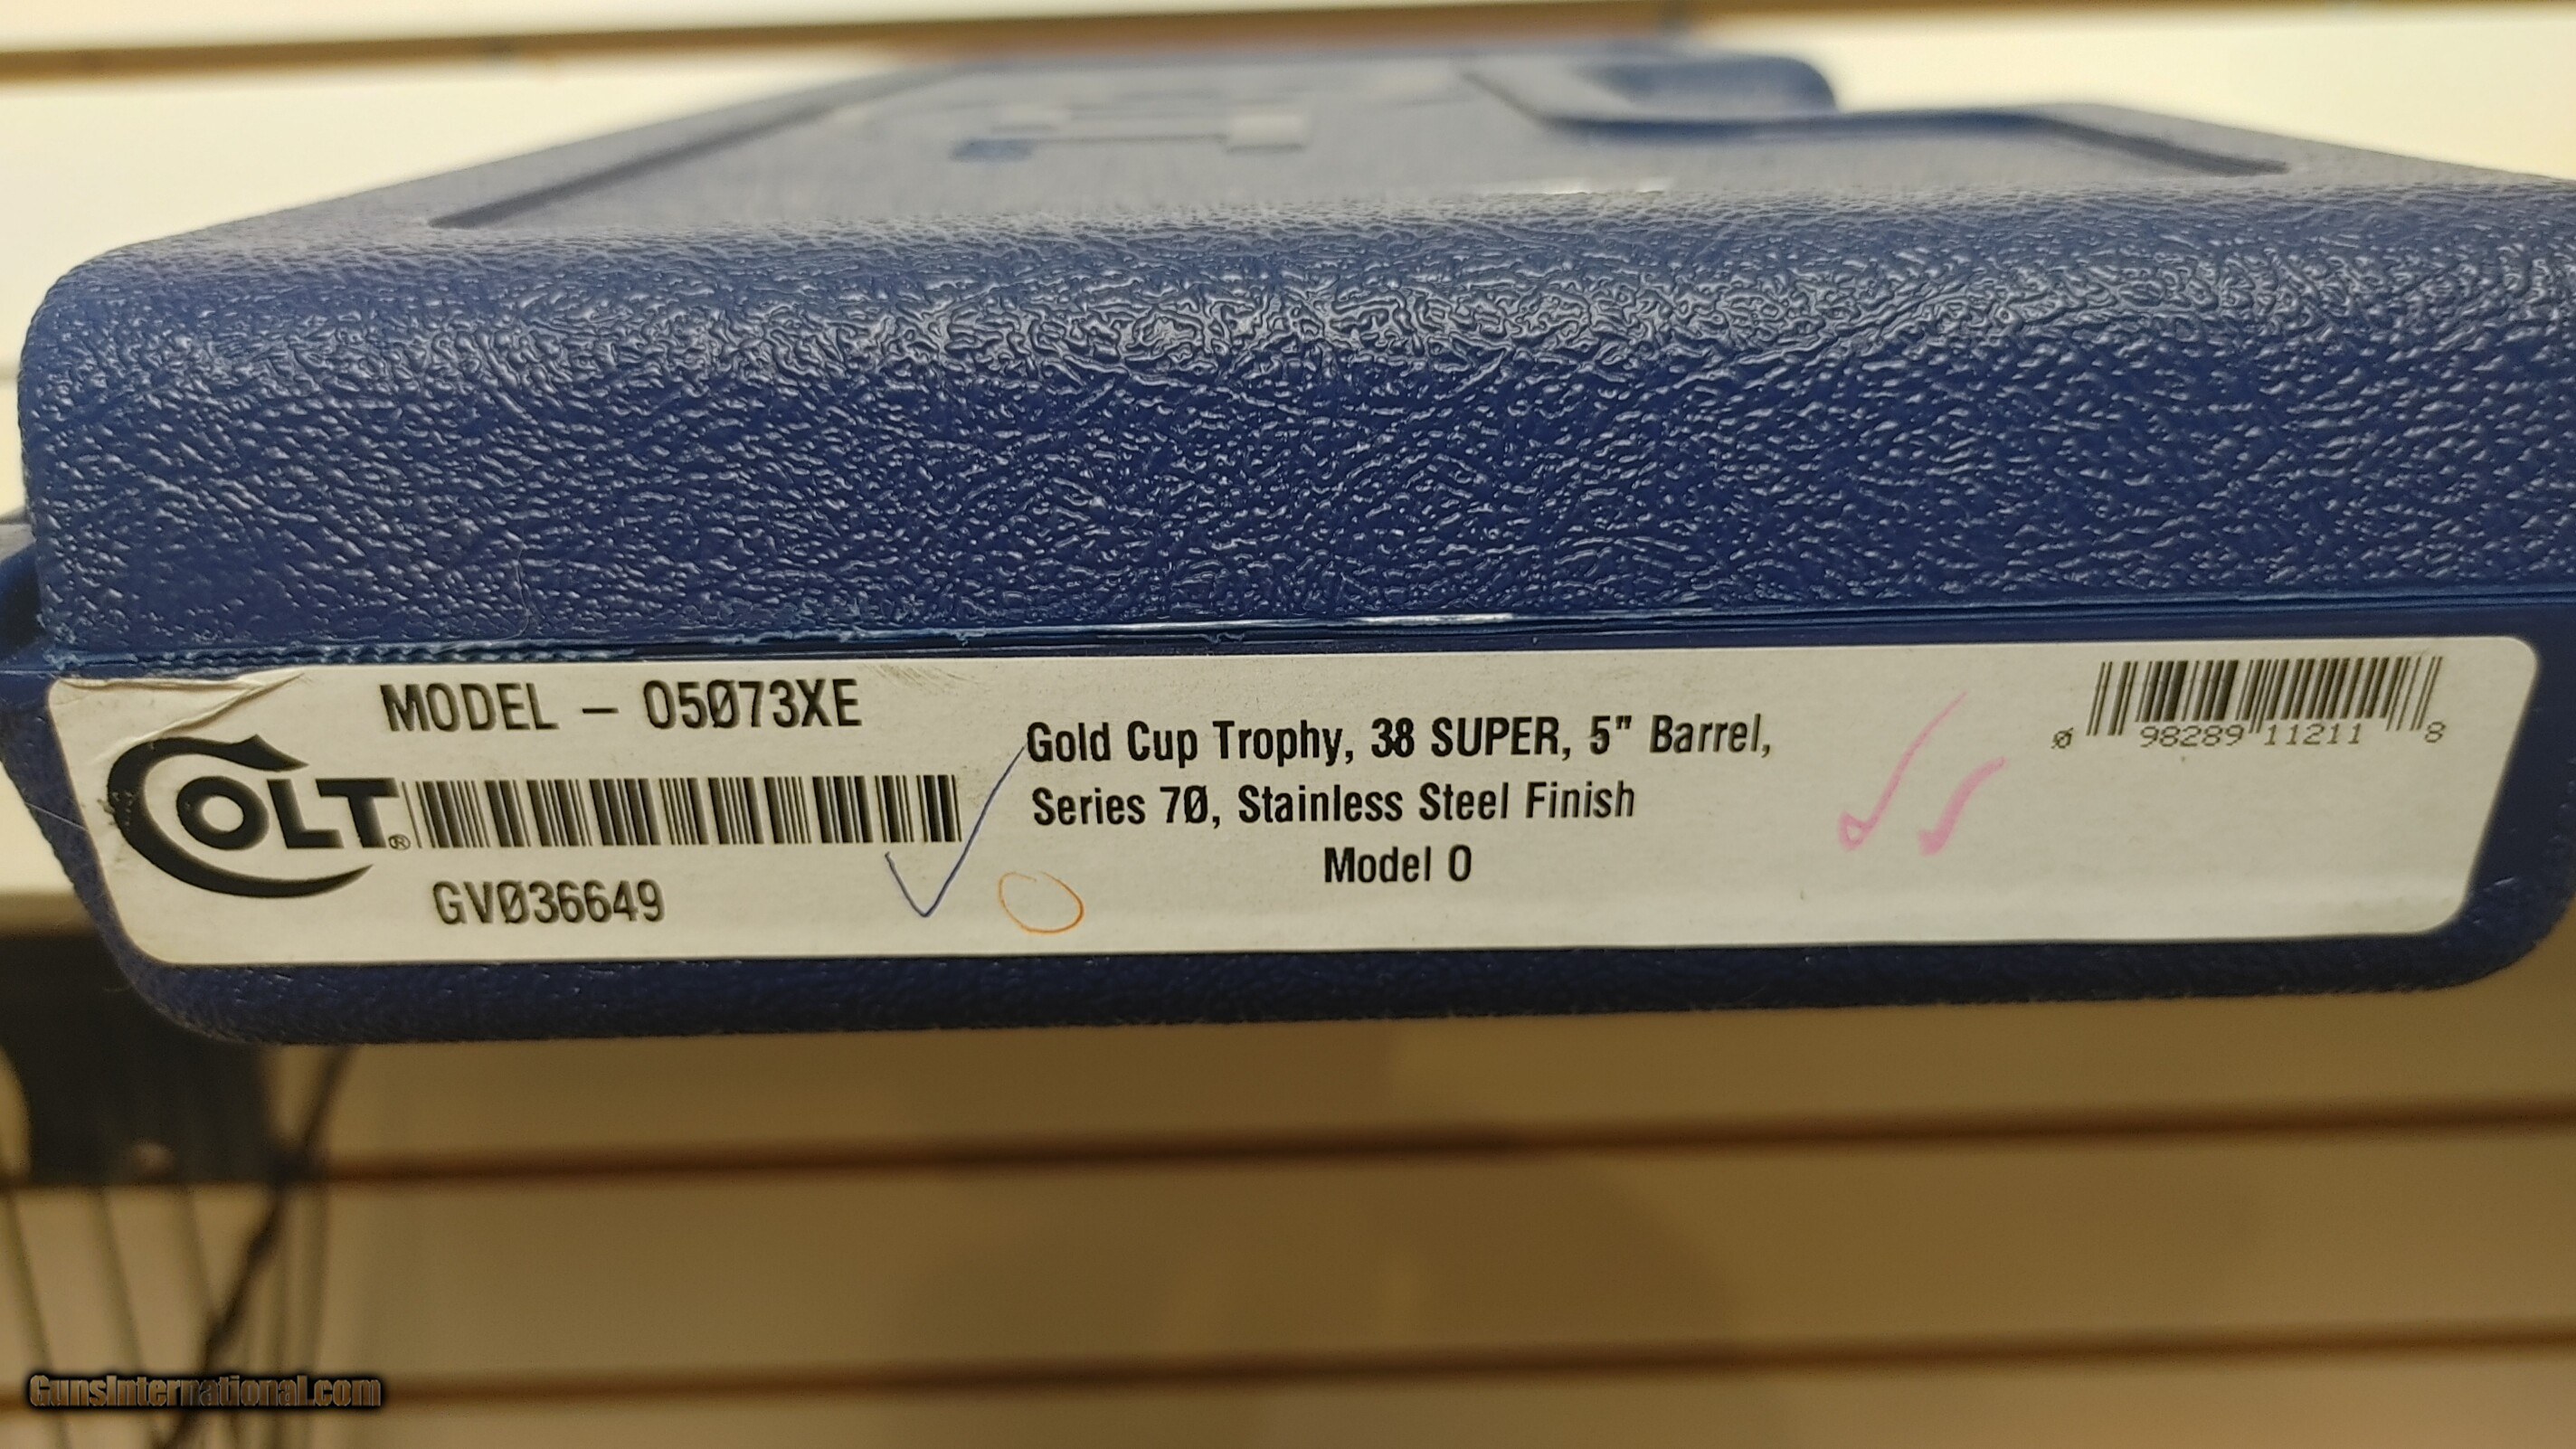 MODEL – O5Ø73XE
COLT®
GVØ36649
Gold Cup Trophy, 38 SUPER, 5" Barrel,
Series 7Ø, Stainless Steel Finish
Model O
Ø 98289 11211 8
GunsInternational.com